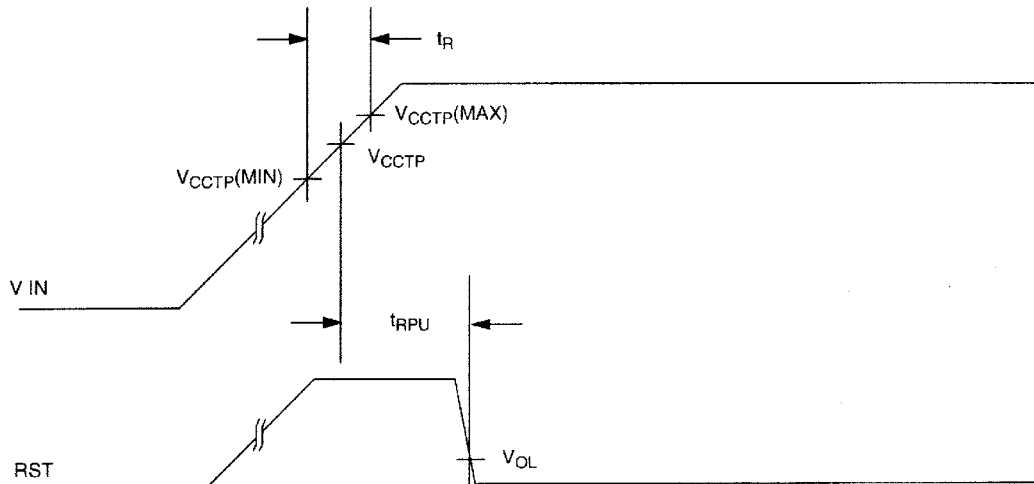 tR
VCCTP(MAX)
VCCTP
VCCTP(MIN)
V IN
tRPU
VOL
RST